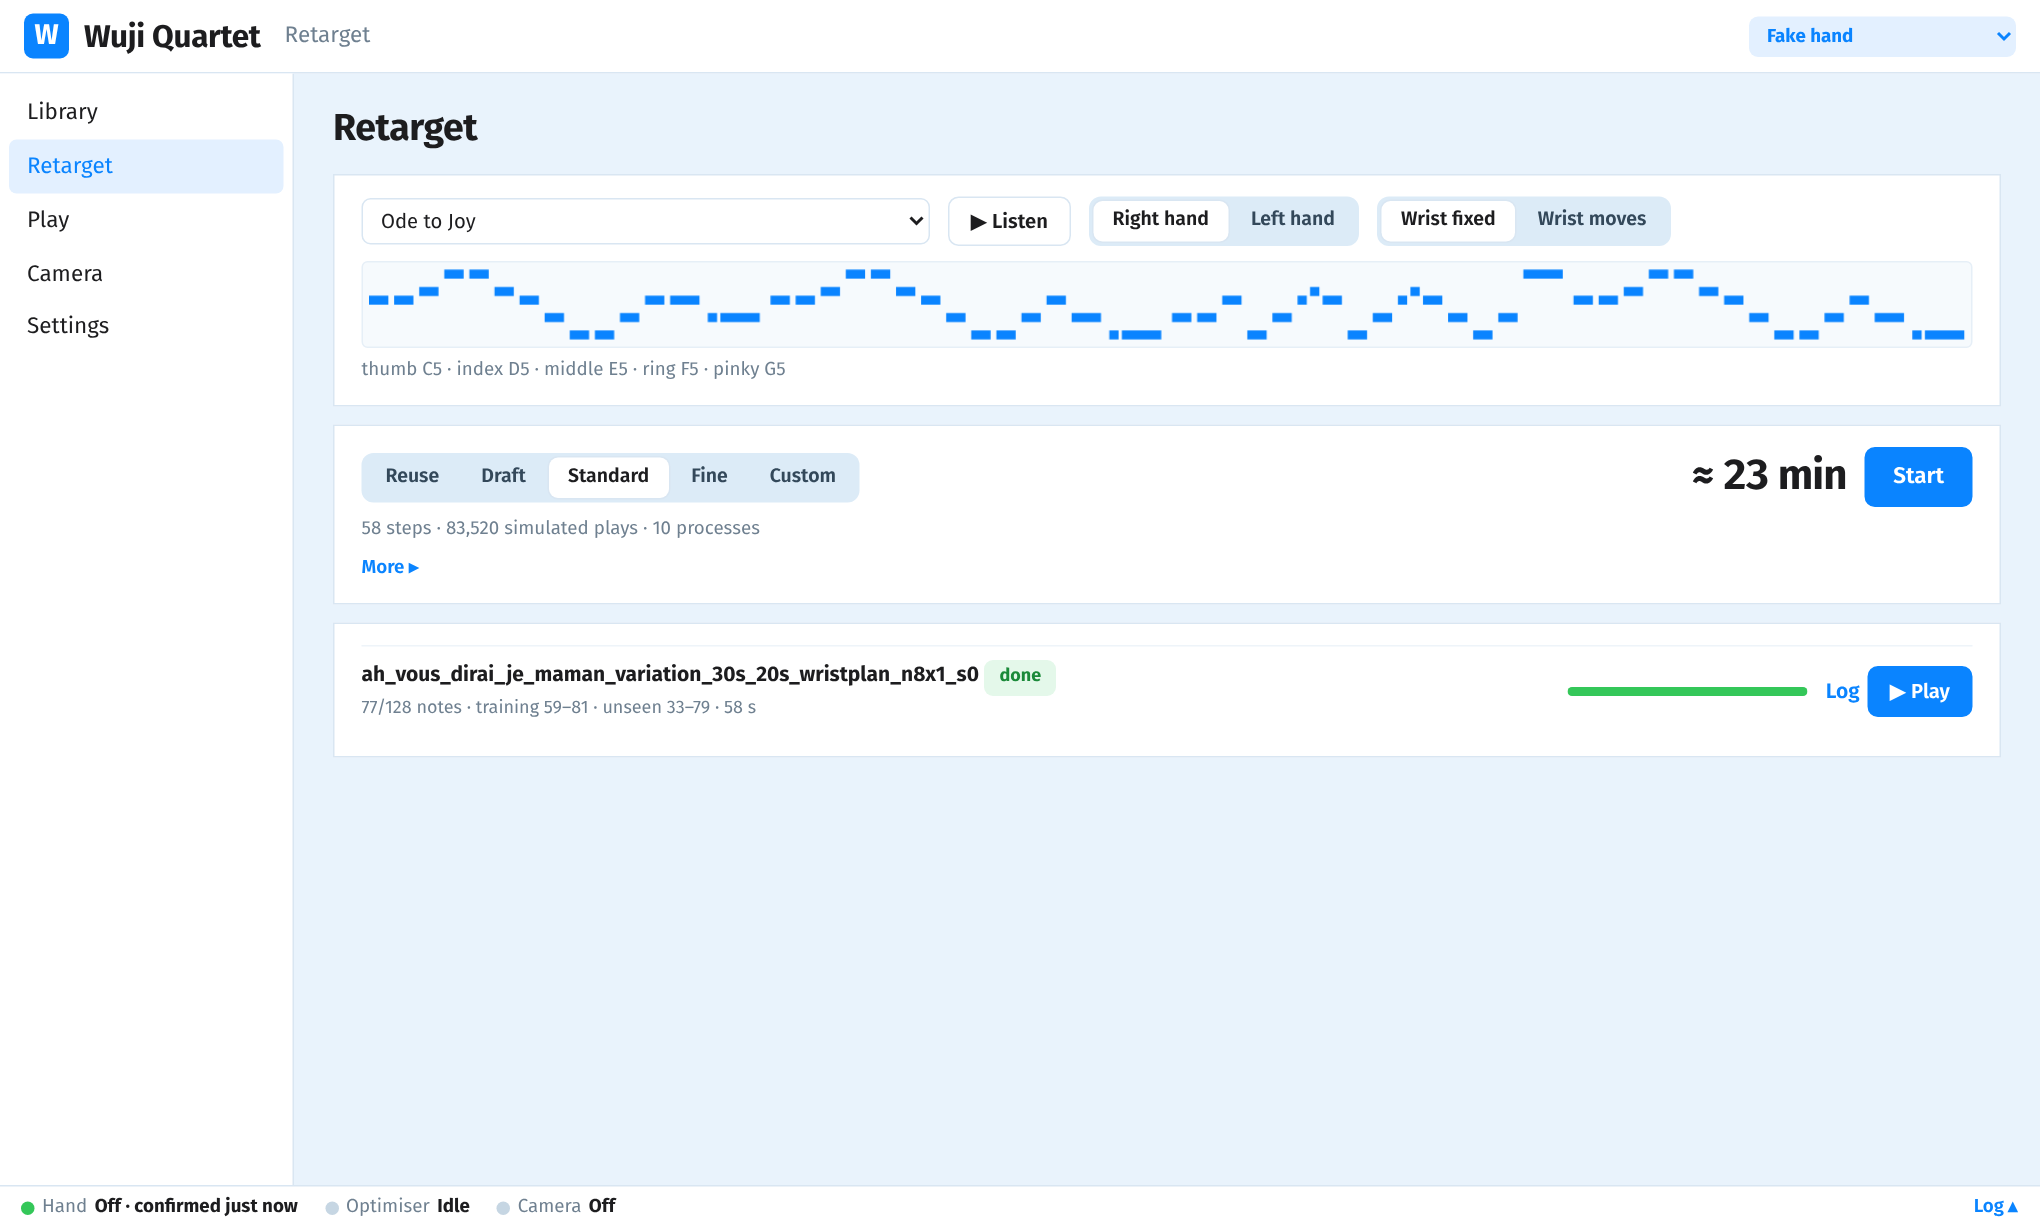 W Wuji Quartet Retarget Fake hand
Library
Retarget
Play
Camera
Settings
Retarget
Ode to Joy ▶ Listen Right hand Left hand Wrist fixed Wrist moves
thumb C5 · index D5 · middle E5 · ring F5 · pinky G5
Reuse Draft Standard Fine Custom ≈ 23 min Start
58 steps · 83,520 simulated plays · 10 processes
More ▸
ah_vous_dirai_je_maman_variation_30s_20s_wristplan_n8x1_s0 done
77/128 notes · training 59–81 · unseen 33–79 · 58 s
Log ▶ Play
Hand Off · confirmed just now Optimiser Idle Camera Off Log ▴